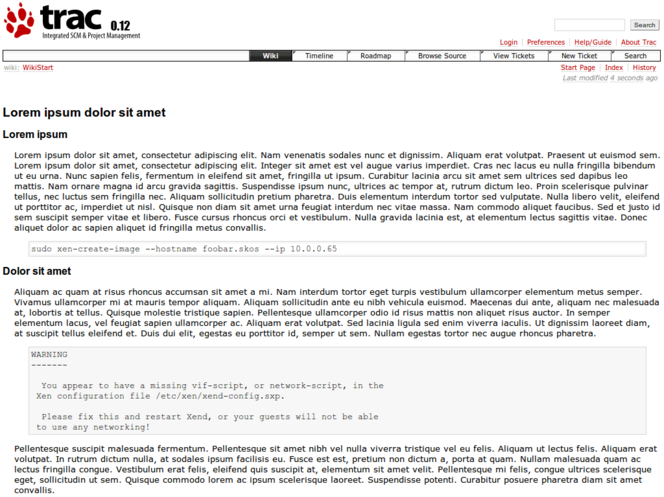 trac 0.12
Integrated SCM & Project Management
Search
Login | Preferences | Help/Guide | About Trac
Wiki Timeline Roadmap Browse Source View Tickets New Ticket Search
wiki: WikiStart
Start Page | Index | History
Last modified 4 seconds ago
Lorem ipsum dolor sit amet
Lorem ipsum
Lorem ipsum dolor sit amet, consectetur adipiscing elit. Nam venenatis sodales nunc et dignissim. Aliquam erat volutpat. Praesent ut euismod sem.
Lorem ipsum dolor sit amet, consectetur adipiscing elit. Integer sit amet est vel augue varius imperdiet. Cras nec lacus eu nulla fringilla bibendum
ut eu urna. Nunc sapien felis, fermentum in eleifend sit amet, fringilla ut ipsum. Curabitur lacinia arcu sit amet sem ultrices sed dapibus leo
mattis. Nam ornare magna id arcu gravida sagittis. Suspendisse ipsum nunc, ultrices ac tempor at, rutrum dictum leo. Proin scelerisque pulvinar
tellus, nec luctus sem fringilla nec. Aliquam sollicitudin pretium pharetra. Duis elementum interdum tortor sed vulputate. Nulla libero velit, eleifend
ut porttitor ac, imperdiet ut nisl. Quisque non diam sit amet urna feugiat interdum nec vitae massa. Nam commodo aliquet faucibus. Sed et justo id
sem suscipit semper vitae et libero. Fusce cursus rhoncus orci et vestibulum. Nulla gravida lacinia est, at elementum lectus sagittis vitae. Donec
aliquet dolor ac sapien aliquet id fringilla metus convallis.
sudo xen-create-image --hostname foobar.skos --ip 10.0.0.65
Dolor sit amet
Aliquam ac quam at risus rhoncus accumsan sit amet a mi. Nam interdum tortor eget turpis vestibulum ullamcorper elementum metus semper.
Vivamus ullamcorper mi at mauris tempor aliquam. Aliquam sollicitudin ante eu nibh vehicula euismod. Maecenas dui ante, aliquam nec malesuada
at, lobortis at tellus. Quisque molestie tristique sapien. Pellentesque ullamcorper odio id risus mattis non aliquet risus auctor. In semper
elementum lacus, vel feugiat sapien ullamcorper ac. Aliquam erat volutpat. Sed lacinia ligula sed enim viverra iaculis. Ut dignissim laoreet diam,
at suscipit tellus eleifend et. Duis dui elit, egestas eu porttitor id, semper ut sem. Nullam egestas tortor nec augue rhoncus pharetra.
WARNING
-------
You appear to have a missing vif-script, or network-script, in the
Xen configuration file /etc/xen/xend-config.sxp.
Please fix this and restart Xend, or your guests will not be able
to use any networking!
Pellentesque suscipit malesuada fermentum. Pellentesque sit amet nibh vel nulla viverra tristique vel eu felis. Aliquam ut lectus felis. Aliquam erat
volutpat. In rutrum dictum nulla, at sodales ipsum facilisis eu. Fusce est est, pretium non dictum a, porta at quam. Nullam malesuada quam ac
lectus fringilla congue. Vestibulum erat felis, eleifend quis suscipit at, elementum sit amet velit. Pellentesque mi felis, congue ultrices scelerisque
eget, sollicitudin ut sem. Quisque commodo lorem ac ipsum scelerisque laoreet. Suspendisse potenti. Curabitur posuere pharetra diam sit amet
convallis.